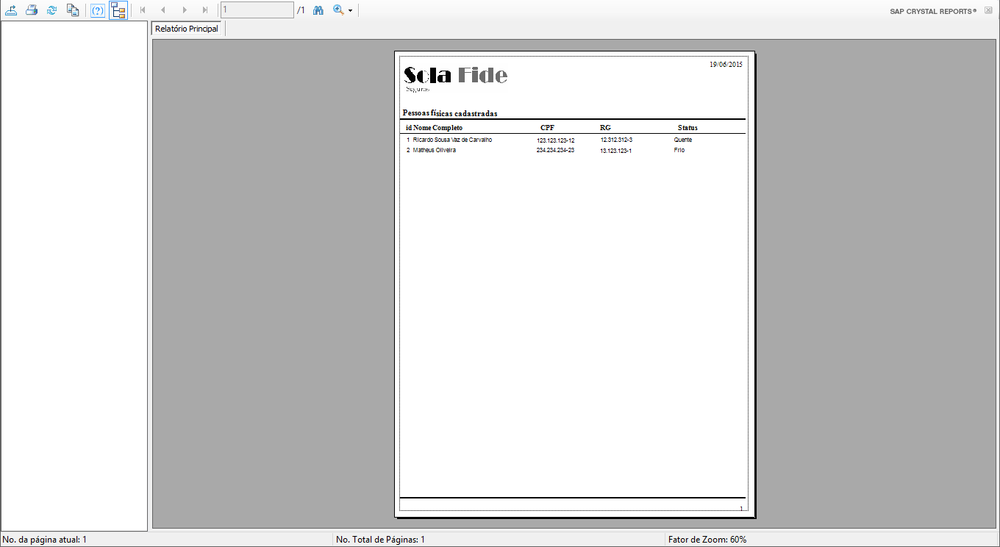 (?) 1 /1 SAP CRYSTAL REPORTS®
Relatório Principal
19/06/2015
Sola Fide
Seguros
Pessoas físicas cadastradas
id Nome Completo CPF RG Status
1 Ricardo Sousa Vaz de Carvalho 123.123.123-12 12.312.312-3 Quente
2 Matheus Oliveira 234.234.234-23 13.123.123-1 Frio
1
No. da página atual: 1 No. Total de Páginas: 1 Fator de Zoom: 60%